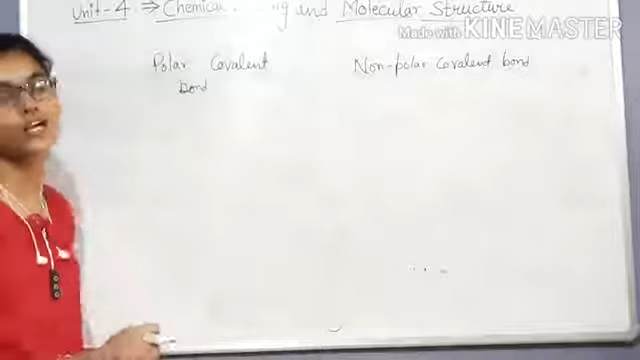 Unit-4 ⇒ Chemical and Molecular Structure
Made with KINEMASTER
Polar Covalent Non-polar Covalent bond
Bond